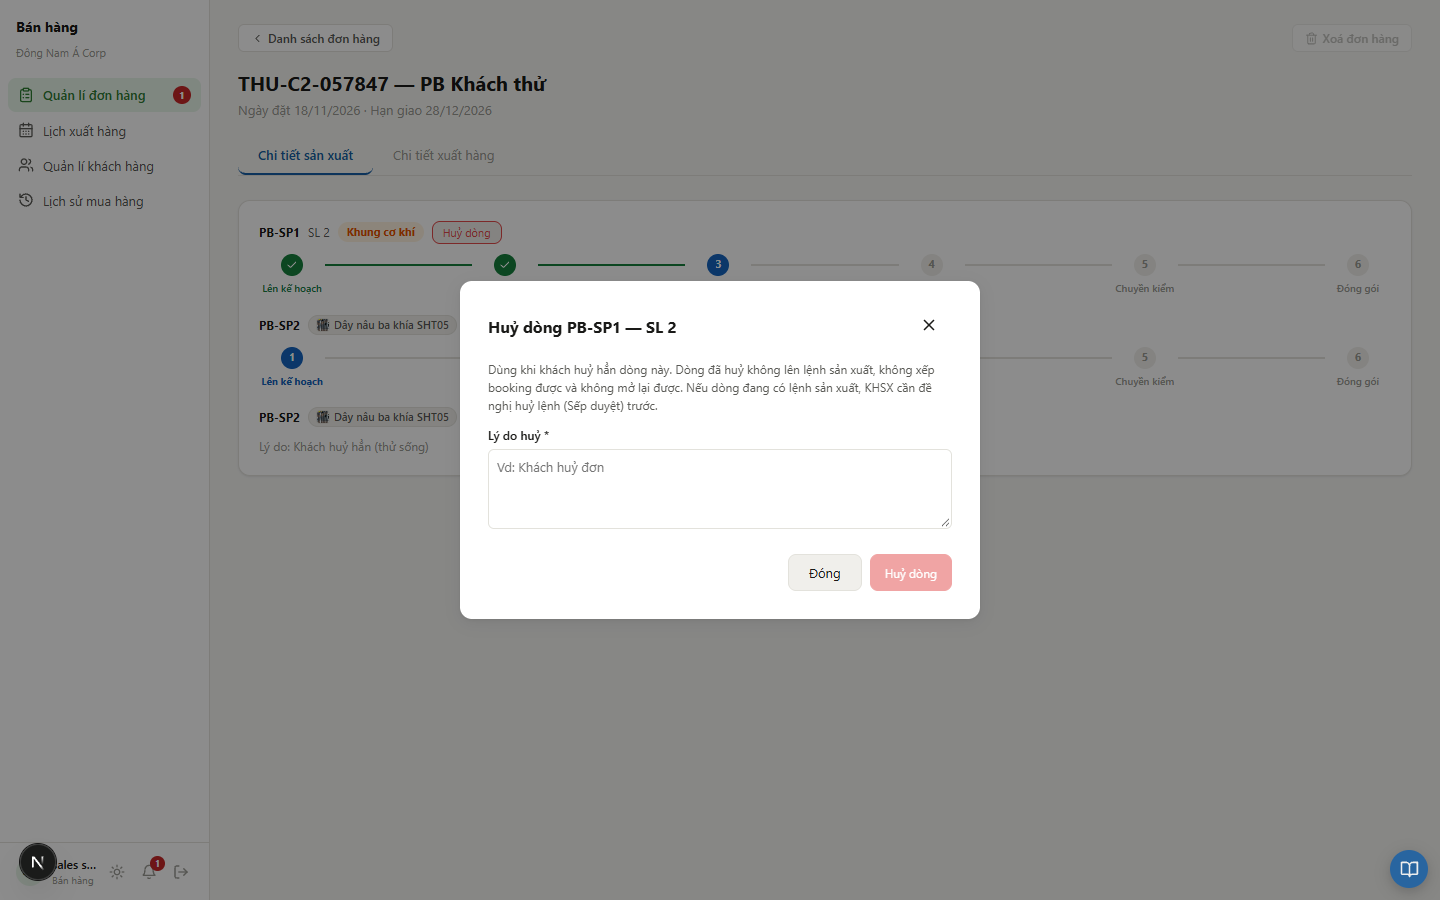 Bán hàng
Đông Nam Á Corp
Quản lí đơn hàng 1
Lịch xuất hàng
Quản lí khách hàng
Lịch sử mua hàng
Danh sách đơn hàng
Xoá đơn hàng
THU-C2-057847 — PB Khách thử
Ngày đặt 18/11/2026 · Hạn giao 28/12/2026
Chi tiết sản xuất
Chi tiết xuất hàng
PB-SP1 SL 2 Khung cơ khí Huỷ dòng
3 4 5 6
Lên kế hoạch Chuyền kiểm Đóng gói
PB-SP2 Dây nâu ba khía SHT05
1 5 6
Lên kế hoạch Chuyền kiểm Đóng gói
PB-SP2 Dây nâu ba khía SHT05
Lý do: Khách huỷ hẳn (thử sống)
Huỷ dòng PB-SP1 — SL 2
Dùng khi khách huỷ hẳn dòng này. Dòng đã huỷ không lên lệnh sản xuất, không xếp
booking được và không mở lại được. Nếu dòng đang có lệnh sản xuất, KHSX cần đề
nghị huỷ lệnh (Sếp duyệt) trước.
Lý do huỷ *
Vd: Khách huỷ đơn
Đóng
Huỷ dòng
N
ales s...
Bán hàng
1